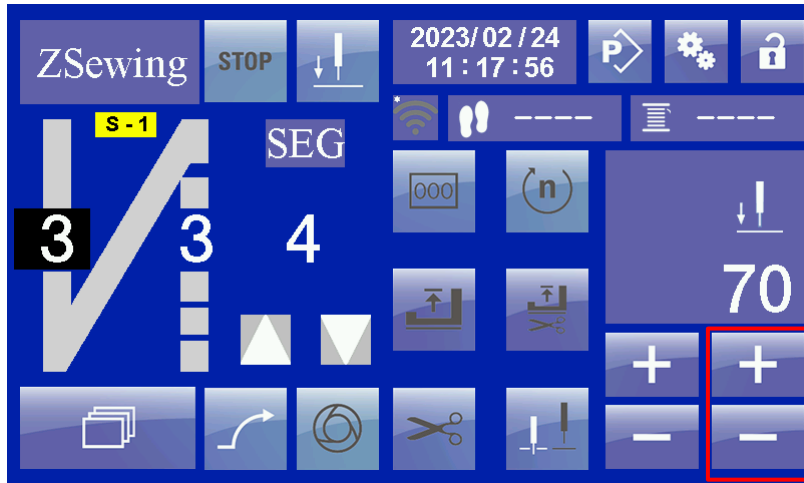 ZSewing
STOP
2023/02/24
11:17:56
P
S - 1
SEG
----
----
000
n
3
3
4
70
+
+
-
-